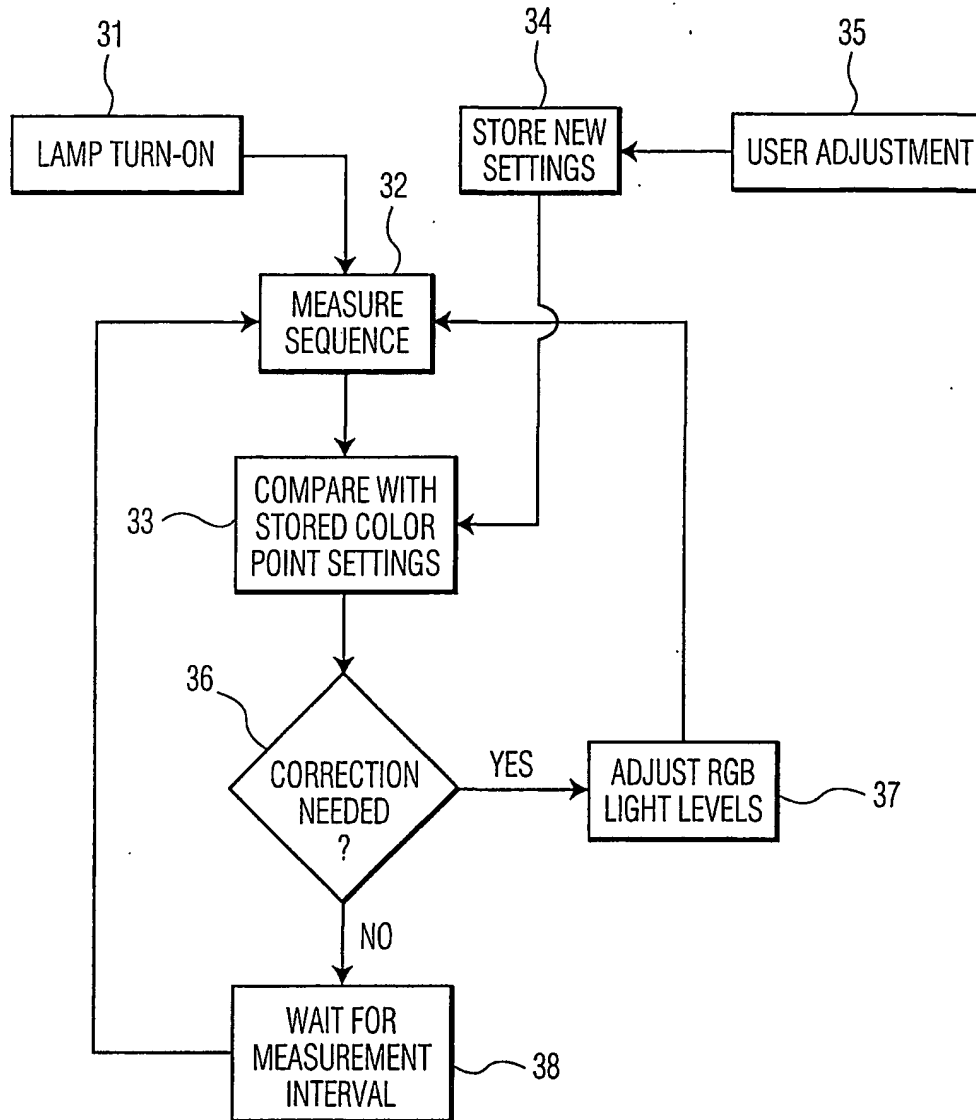 31
34
35
LAMP TURN-ON
STORE NEW
SETTINGS
USER ADJUSTMENT
32
MEASURE
SEQUENCE
33
COMPARE WITH
STORED COLOR
POINT SETTINGS
36
CORRECTION
NEEDED
?
YES
ADJUST RGB
LIGHT LEVELS
37
NO
WAIT FOR
MEASUREMENT
INTERVAL
38